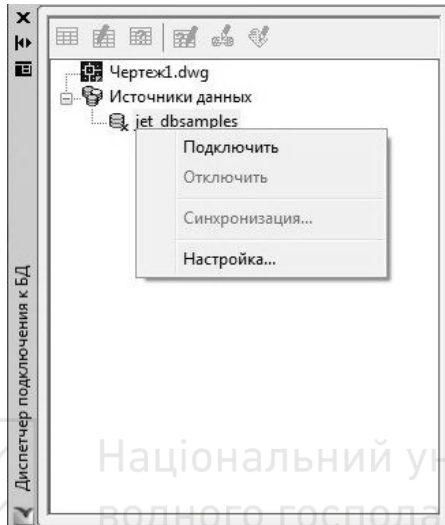 Чертеж1.dwg
Источники данных
jet_dbsamples
Подключить
Отключить
Синхронизация...
Настройка...
Диспетчер подключения к БД
Національний ун
водного господа